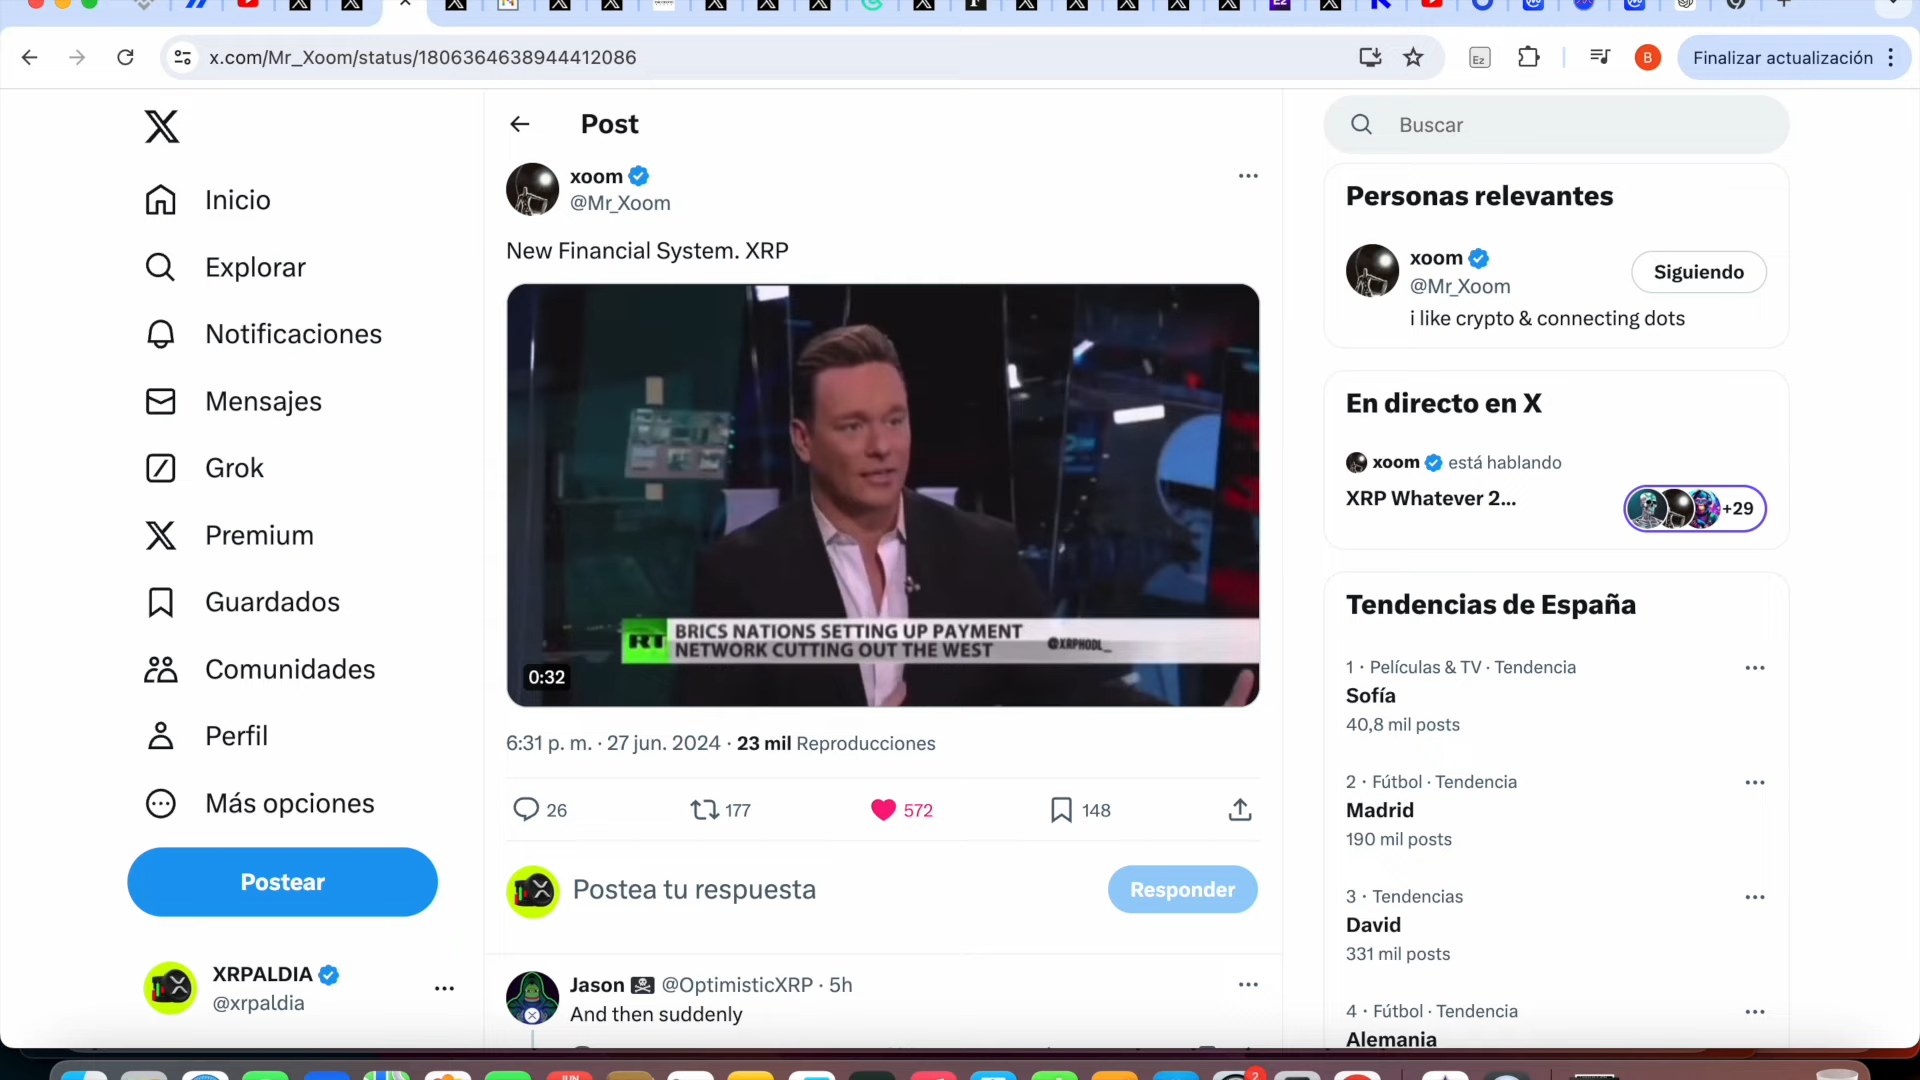 x.com/Mr_Xoom/status/1806364638944412086
Ez
B
Finalizar actualización
Inicio
Explorar
Notificaciones
Mensajes
Grok
Premium
Guardados
Comunidades
Perfil
Más opciones
Postear
XRPALDIA
@xrpaldia
Post
xoom
@Mr_Xoom
New Financial System. XRP
RT
BRICS NATIONS SETTING UP PAYMENT
NETWORK CUTTING OUT THE WEST
@XRPHODL_
0:32
6:31 p. m. · 27 jun. 2024 · 23 mil Reproducciones
26
177
572
148
Postea tu respuesta
Responder
Jason @OptimisticXRP · 5h
And then suddenly
Buscar
Personas relevantes
xoom
@Mr_Xoom
Siguiendo
i like crypto & connecting dots
En directo en X
xoom está hablando
XRP Whatever 2...
+29
Tendencias de España
1 · Películas & TV · Tendencia
Sofía
40,8 mil posts
2 · Fútbol · Tendencia
Madrid
190 mil posts
3 · Tendencias
David
331 mil posts
4 · Fútbol · Tendencia
Alemania
JUN
2